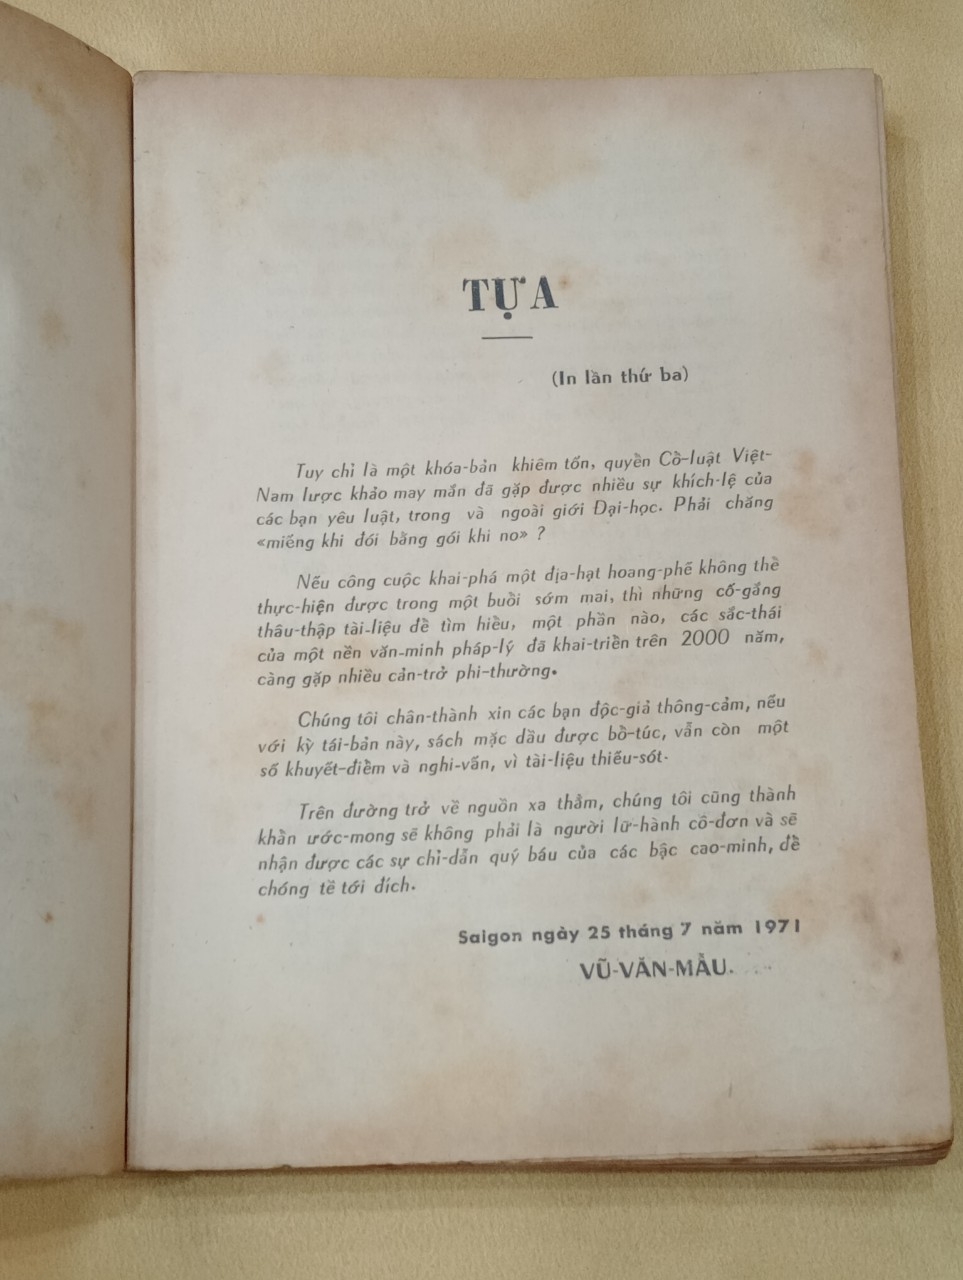 TỰA
(In lần thứ ba)
Tuy chỉ là một khóa-bản khiêm tốn, quyển Cổ-luật Việt-
Nam lược khảo may mắn đã gặp được nhiều sự khích-lệ của
các bạn yêu luật, trong và ngoài giới Đại-học. Phải chăng
«miếng khi đói bằng gói khi no» ?
Nếu công cuộc khai-phá một địa-hạt hoang-phế không thể
thực-hiện được trong một buổi sớm mai, thì những cố-gắng
thâu-thập tài-liệu để tìm hiểu, một phần nào, các sắc-thái
của một nền văn-minh pháp-lý đã khai-triển trên 2000 năm,
càng gặp nhiều cản-trở phi-thường.
Chúng tôi chân-thành xin các bạn độc-giả thông-cảm, nếu
với kỳ tái-bản này, sách mặc dầu được bổ-túc, vẫn còn một
số khuyết-điểm và nghi-vấn, vì tài-liệu thiếu-sót.
Trên đường trở về nguồn xa thẳm, chúng tôi cũng thành
khẩn ước-mong sẽ không phải là người lữ-hành cô-đơn và sẽ
nhận được các sự chỉ-dẫn quý báu của các bậc cao-minh, để
chóng tề tới đích.
Saigon ngày 25 tháng 7 năm 1971
VŨ-VĂN-MẪU.